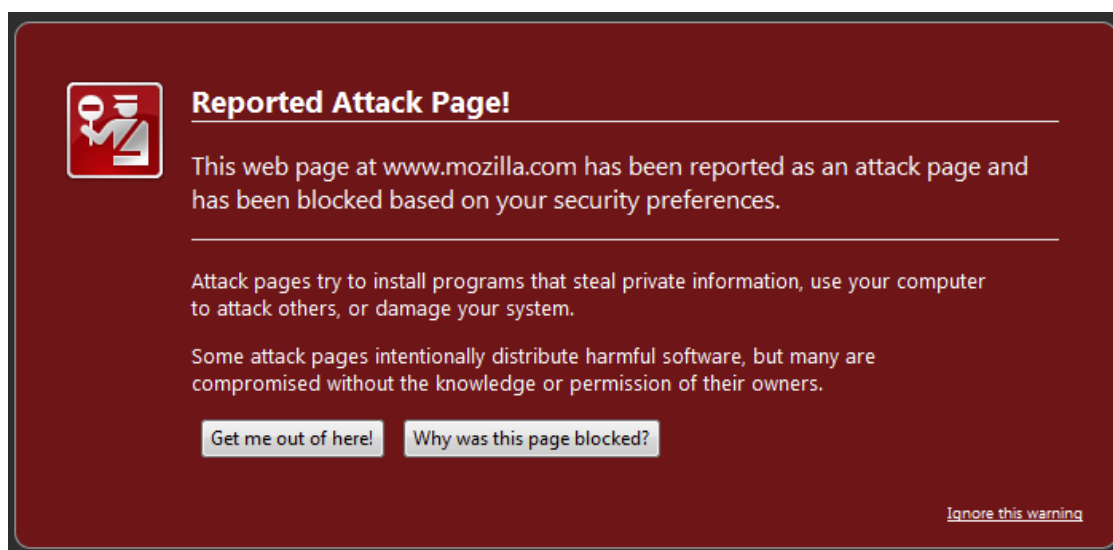 Reported Attack Page!
This web page at www.mozilla.com has been reported as an attack page and
has been blocked based on your security preferences.
Attack pages try to install programs that steal private information, use your computer
to attack others, or damage your system.
Some attack pages intentionally distribute harmful software, but many are
compromised without the knowledge or permission of their owners.
Get me out of here! Why was this page blocked?
Ignore this warning